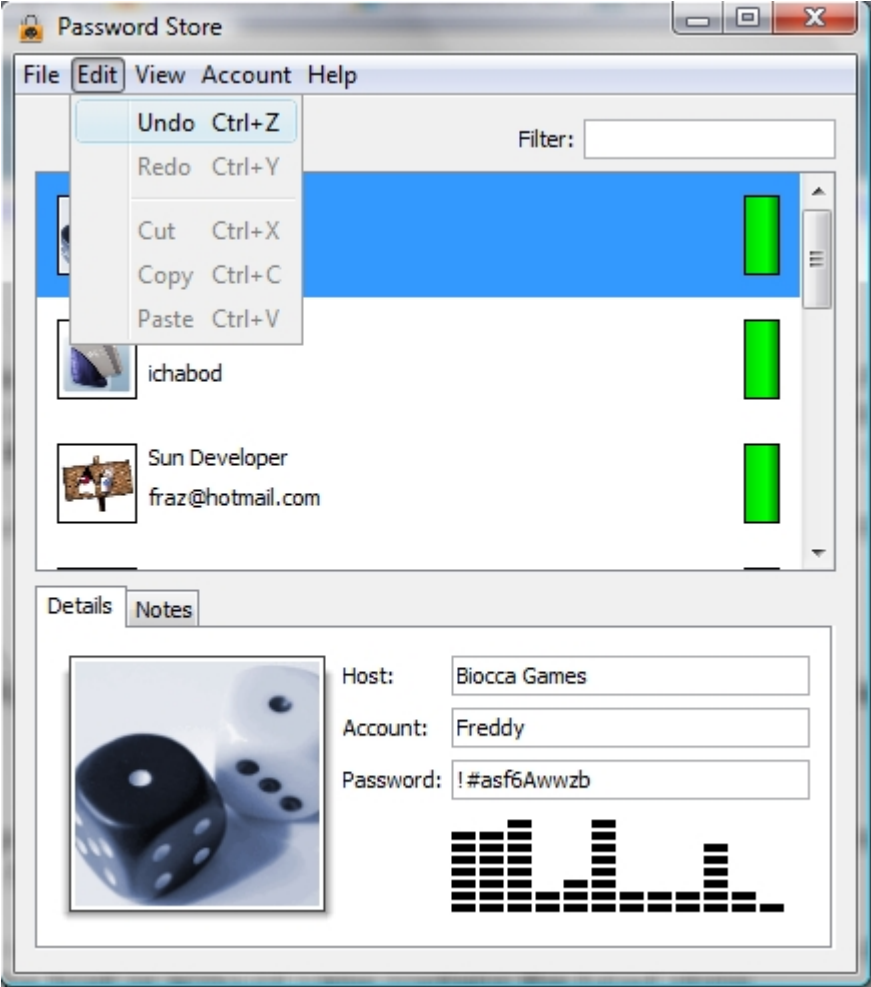 Password Store
File Edit View Account Help
Undo Ctrl+Z
Filter:
Redo Ctrl+Y
Cut Ctrl+X
Copy Ctrl+C
Paste Ctrl+V
ichabod
Sun Developer
fraz@hotmail.com
Details Notes
Host: Biocca Games
Account: Freddy
Password: !#asf6Awwzb